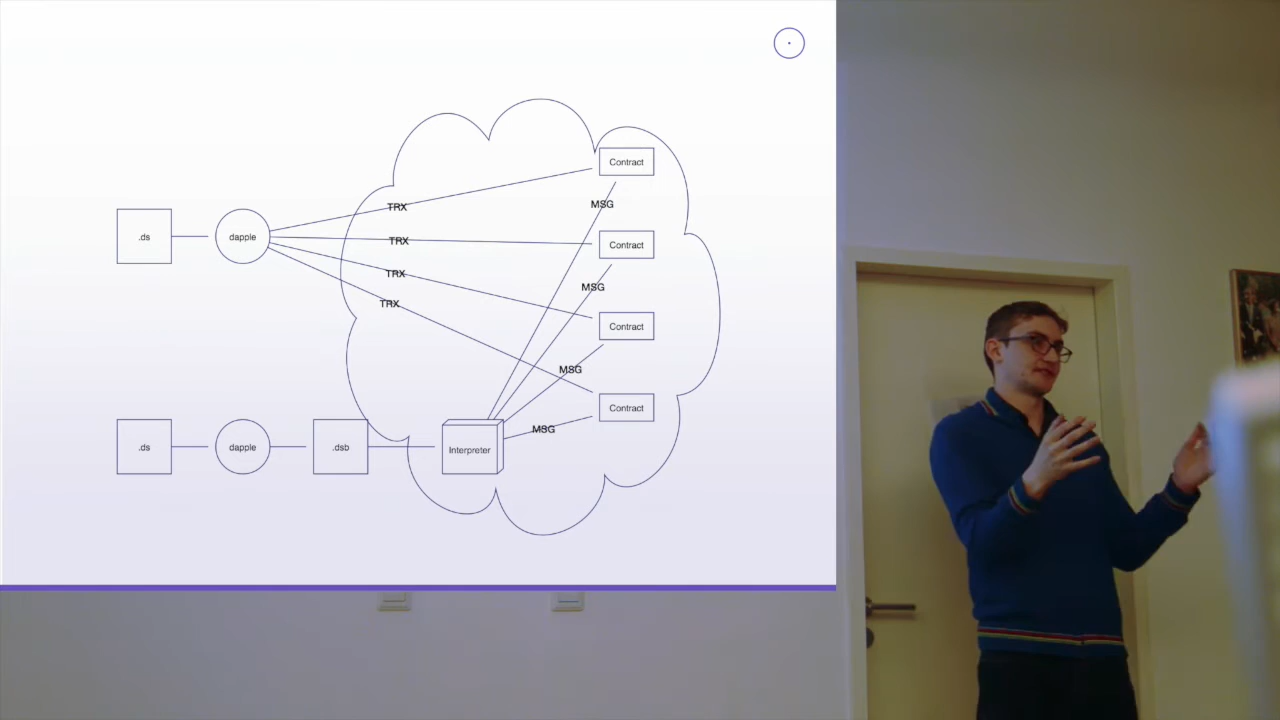 Contract
TRX
MSG
.ds
dapple
TRX
Contract
TRX
MSG
TRX
Contract
MSG
Contract
MSG
.ds
dapple
.dsb
Interpreter